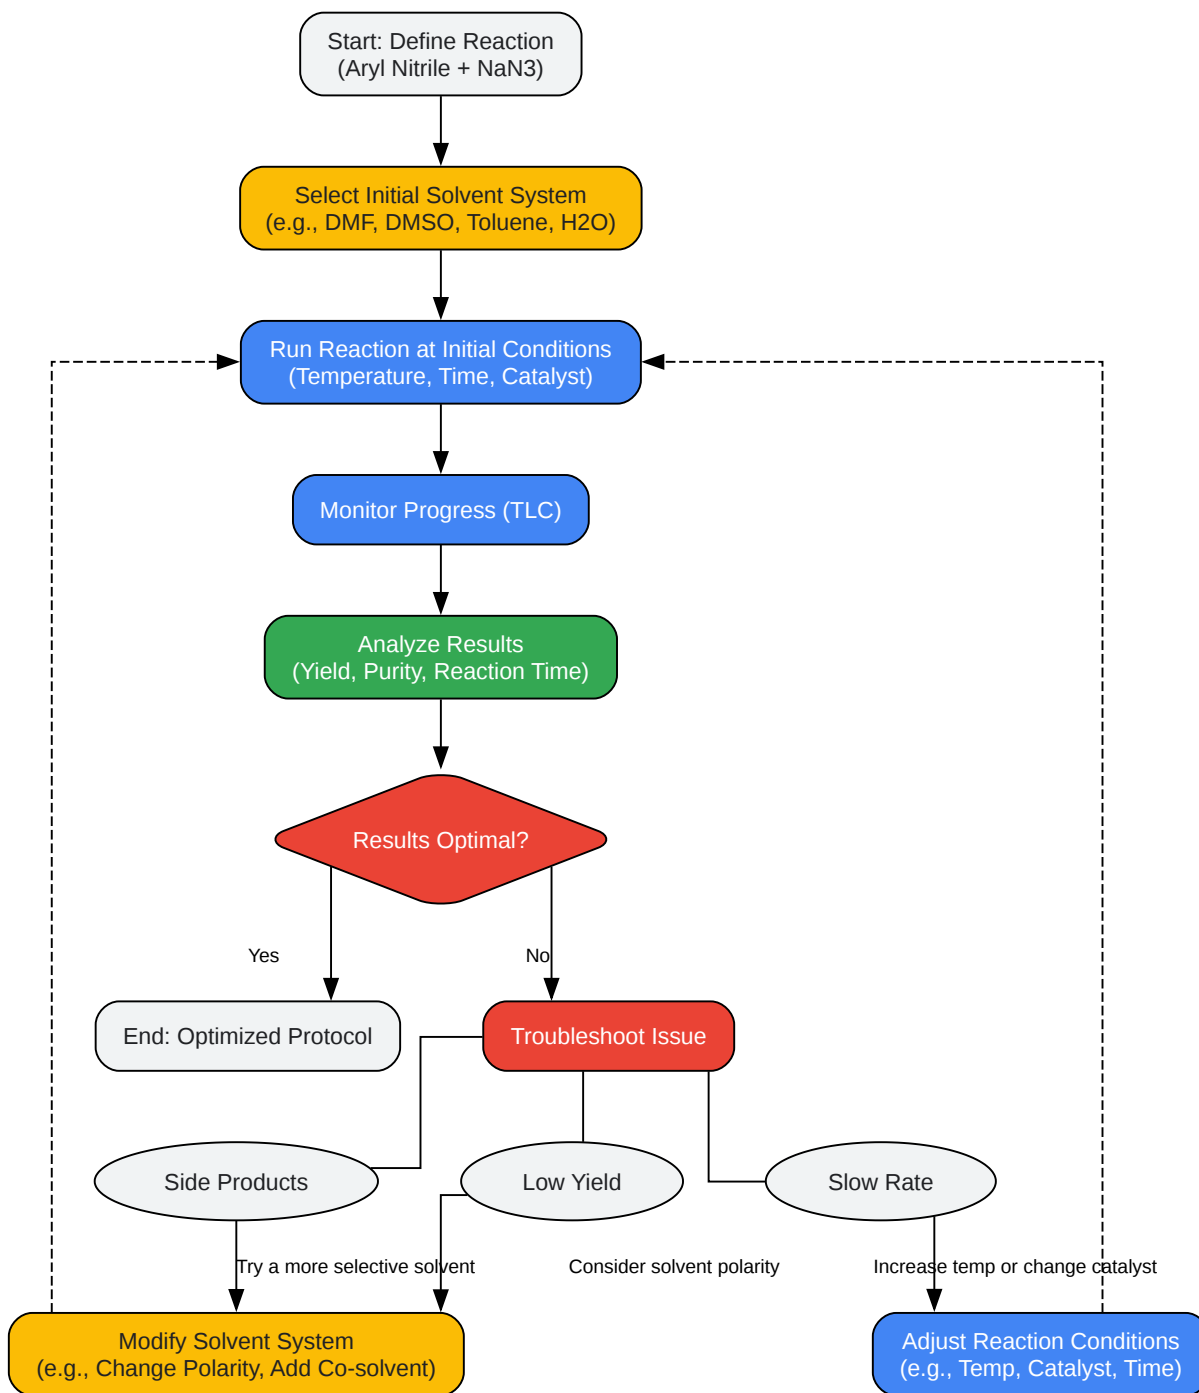 Start: Define Reaction
(Aryl Nitrile + NaN3)
Select Initial Solvent System
(e.g., DMF, DMSO, Toluene, H2O)
Run Reaction at Initial Conditions
(Temperature, Time, Catalyst)
Monitor Progress (TLC)
Analyze Results
(Yield, Purity, Reaction Time)
Results Optimal?
Yes
No
End: Optimized Protocol
Troubleshoot Issue
Side Products
Low Yield
Slow Rate
Try a more selective solvent
Consider solvent polarity
Increase temp or change catalyst
Modify Solvent System
(e.g., Change Polarity, Add Co-solvent)
Adjust Reaction Conditions
(e.g., Temp, Catalyst, Time)